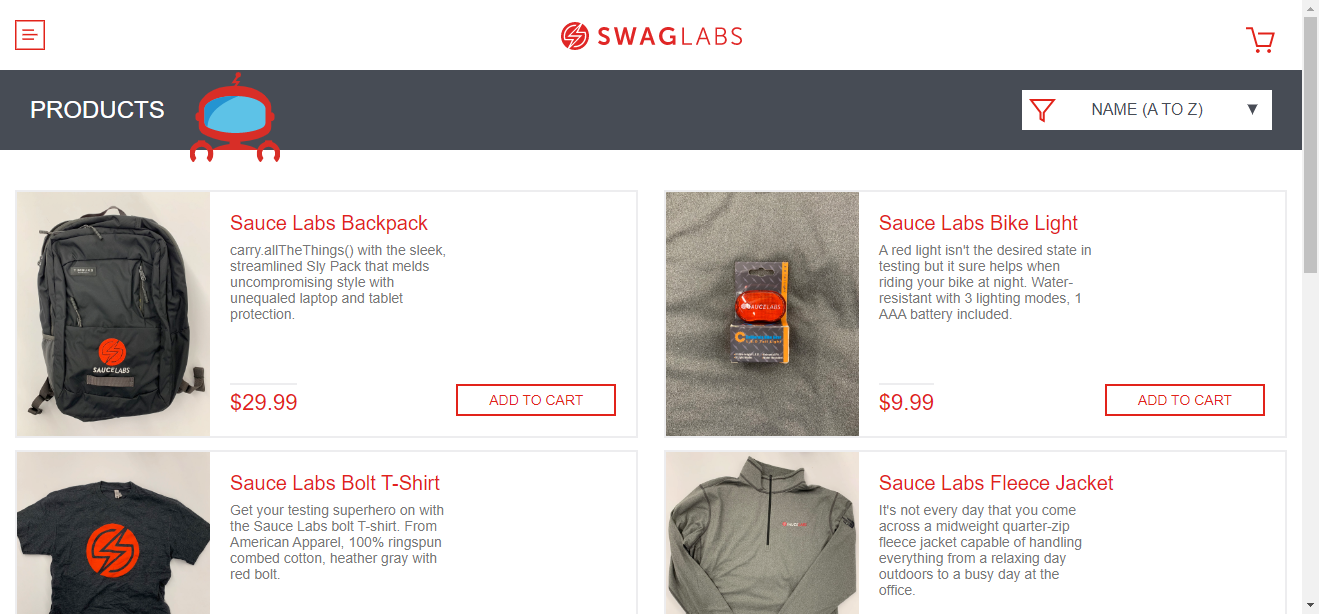 SWAGLABS
PRODUCTS
NAME (A TO Z)
Sauce Labs Backpack
carry.allTheThings() with the sleek,
streamlined Sly Pack that melds
uncompromising style with
unequaled laptop and tablet
protection.
$29.99
ADD TO CART
SAUCELABS
Sauce Labs Bike Light
A red light isn't the desired state in
testing but it sure helps when
riding your bike at night. Water-
resistant with 3 lighting modes, 1
AAA battery included.
$9.99
ADD TO CART
Sauce Labs Bolt T-Shirt
Get your testing superhero on with
the Sauce Labs bolt T-shirt. From
American Apparel, 100% ringspun
combed cotton, heather gray with
red bolt.
Sauce Labs Fleece Jacket
It's not every day that you come
across a midweight quarter-zip
fleece jacket capable of handling
everything from a relaxing day
outdoors to a busy day at the
office.